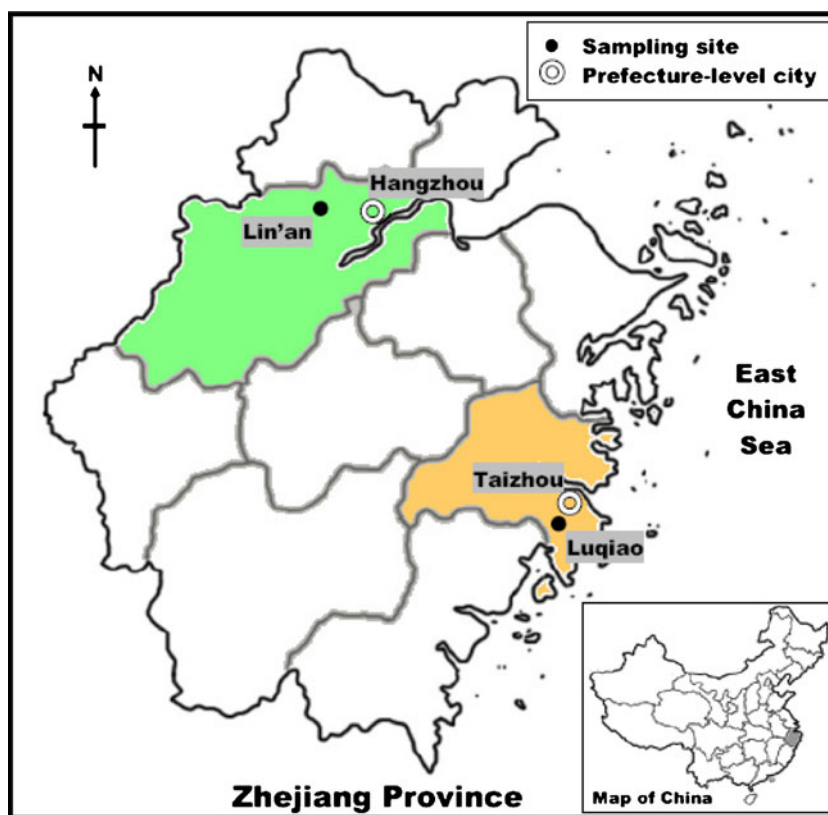 Sampling site
Prefecture-level city
N
Hangzhou
Lin'an
East
China
Sea
Taizhou
Luqiao
Zhejiang Province
Map of China